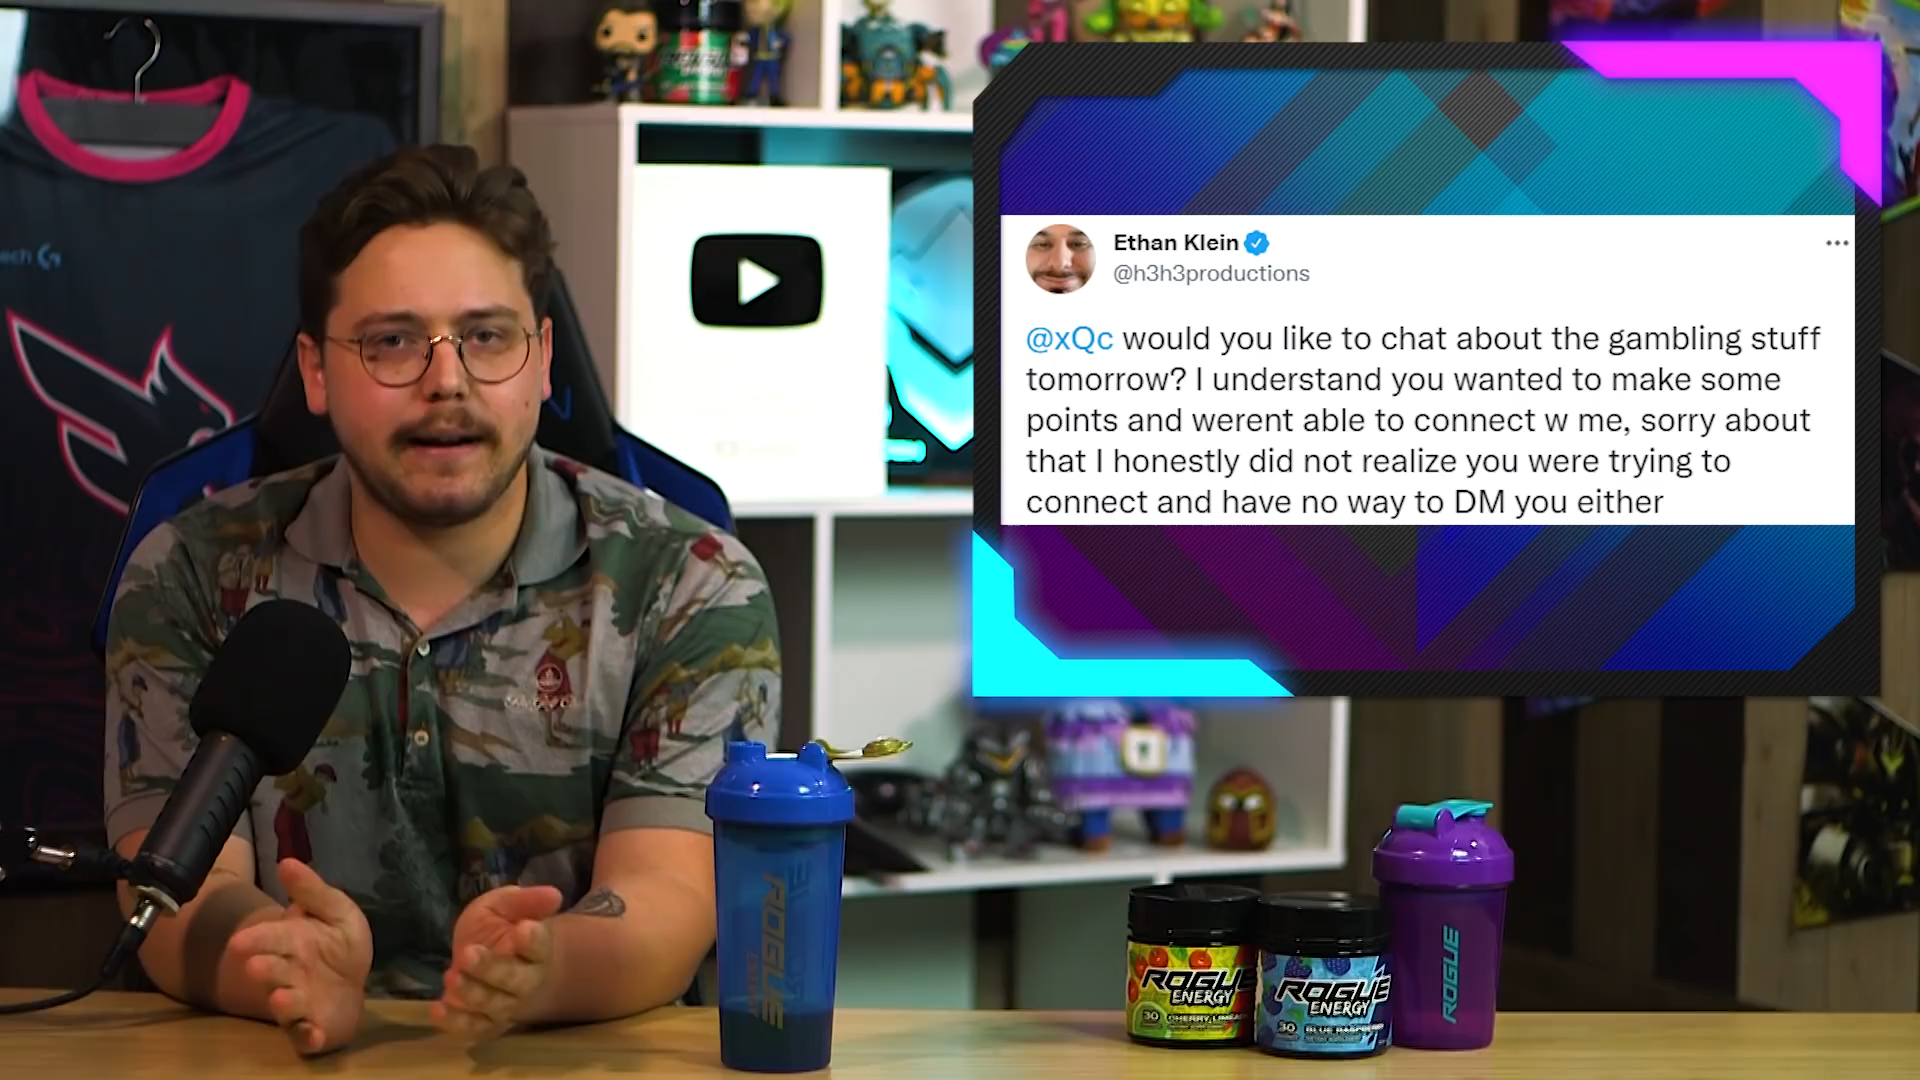 Ethan Klein
@h3h3productions
@xQc would you like to chat about the gambling stuff
tomorrow? I understand you wanted to make some
points and werent able to connect w me, sorry about
that I honestly did not realize you were trying to
connect and have no way to DM you either
ROGUE
ROGUE
ENERGY
30
ROGUE
ENERGY
30
ROGUE